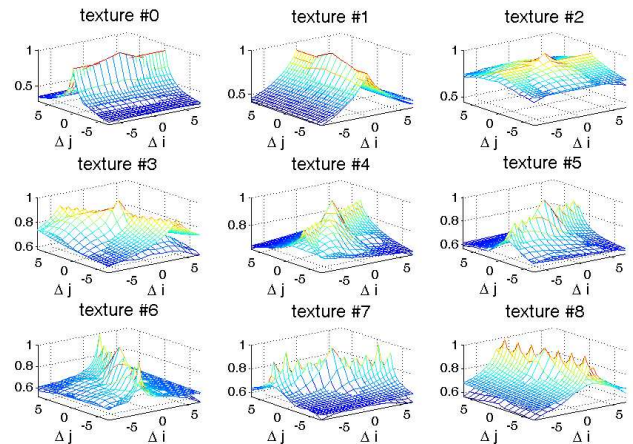 texture #0
texture #1
texture #2
1
0.5
5
0
-5
-5
0
5
Δ j
Δ i
1
0.5
5
0
-5
-5
0
5
Δ j
Δ i
1
0.5
5
0
-5
-5
0
5
Δ j
Δ i
texture #3
texture #4
texture #5
1
0.8
0.6
5
0
-5
-5
0
5
Δ j
Δ i
1
0.8
5
0
-5
-5
0
5
Δ j
Δ i
1
0.8
0.6
5
0
-5
-5
0
5
Δ j
Δ i
texture #6
texture #7
texture #8
1
0.8
0.6
5
0
-5
-5
0
5
Δ j
Δ i
1
0.8
0.6
5
0
-5
-5
0
5
Δ j
Δ i
1
0.8
0.6
5
0
-5
-5
0
5
Δ j
Δ i